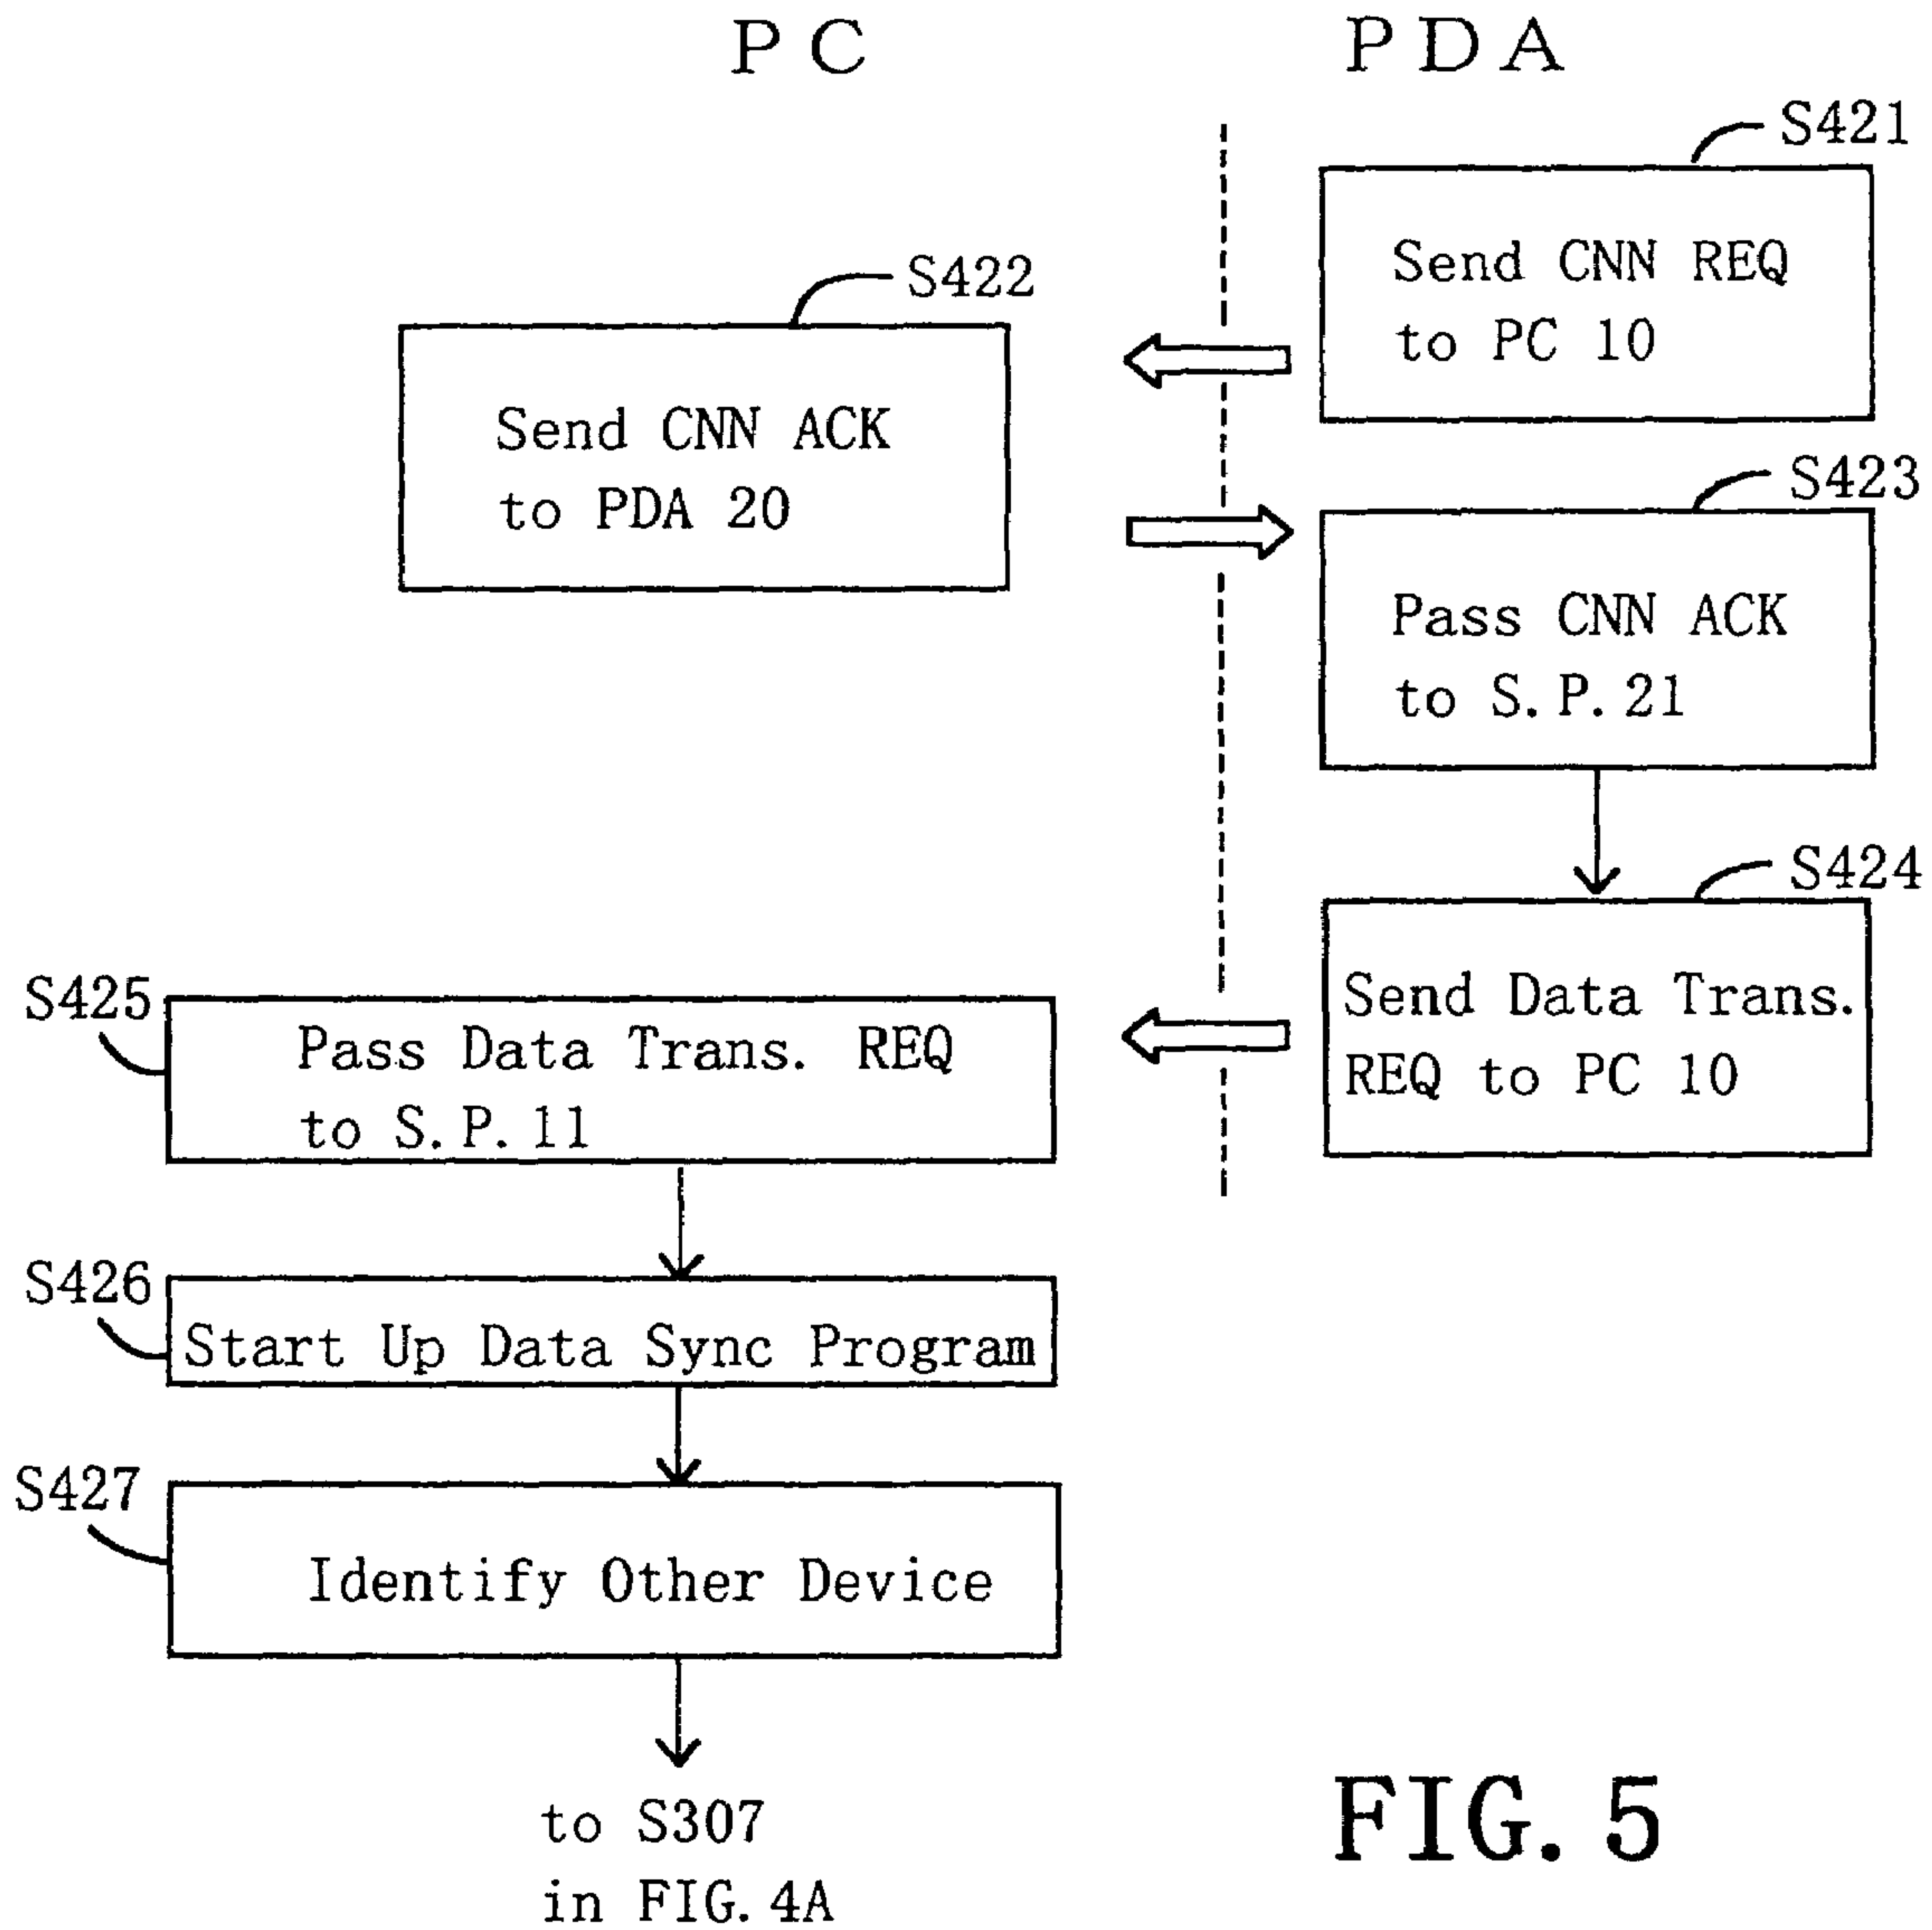 PC
PDA
S421
Send CNN REQ
to PC 10
S422
Send CNN ACK
to PDA 20
S423
Pass CNN ACK
to S.P.21
S424
Send Data Trans.
REQ to PC 10
S425
Pass Data Trans. REQ
to S.P.11
S426
Start Up Data Sync Program
S427
Identify Other Device
to S307
in FIG.4A
FIG.5